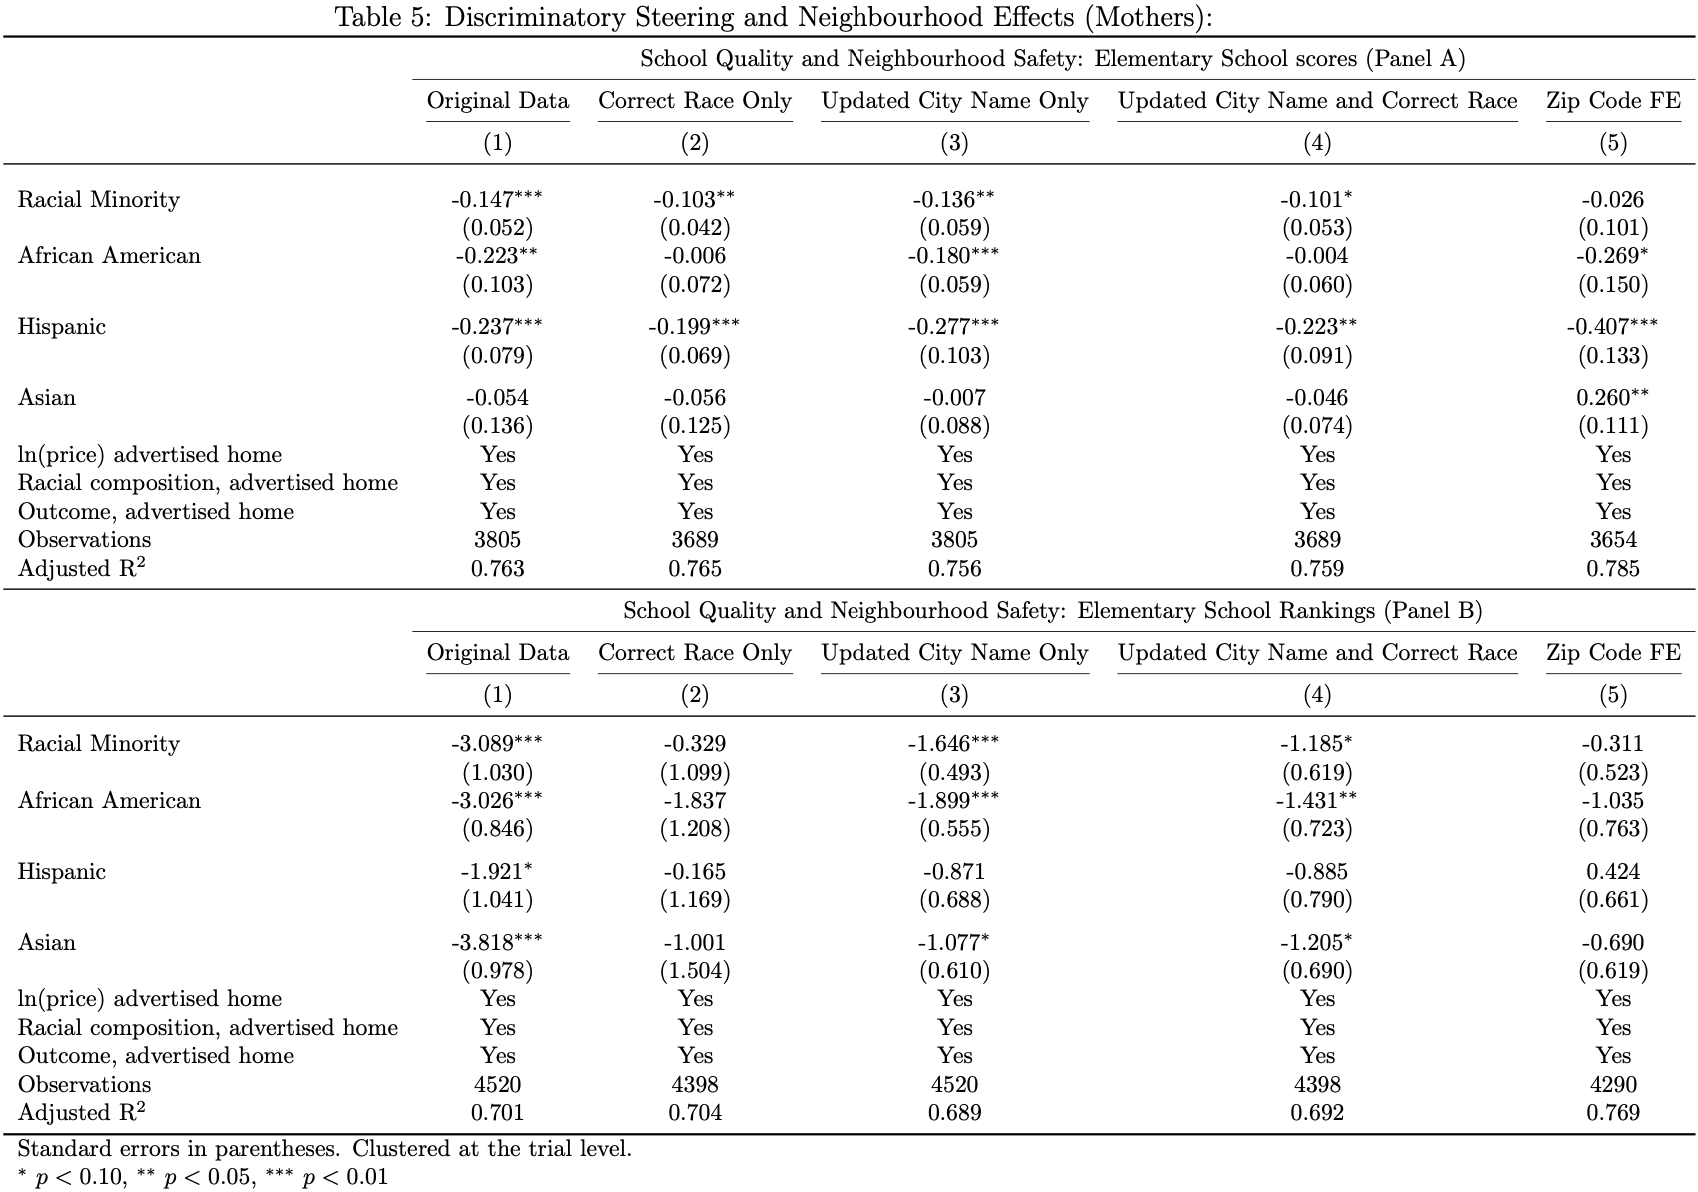 Table 5: Discriminatory Steering and Neighbourhood Effects (Mothers):
School Quality and Neighbourhood Safety: Elementary School scores (Panel A)
Original Data Correct Race Only Updated City Name Only Updated City Name and Correct Race Zip Code FE
(1) (2) (3) (4) (5)
Racial Minority -0.147*** -0.103** -0.136** -0.101* -0.026
(0.052) (0.042) (0.059) (0.053) (0.101)
African American -0.223** -0.006 -0.180*** -0.004 -0.269*
(0.103) (0.072) (0.059) (0.060) (0.150)
Hispanic -0.237*** -0.199*** -0.277*** -0.223** -0.407***
(0.079) (0.069) (0.103) (0.091) (0.133)
Asian -0.054 -0.056 -0.007 -0.046 0.260**
(0.136) (0.125) (0.088) (0.074) (0.111)
ln(price) advertised home Yes Yes Yes Yes Yes
Racial composition, advertised home Yes Yes Yes Yes Yes
Outcome, advertised home Yes Yes Yes Yes Yes
Observations 3805 3689 3805 3689 3654
Adjusted R² 0.763 0.765 0.756 0.759 0.785
School Quality and Neighbourhood Safety: Elementary School Rankings (Panel B)
Original Data Correct Race Only Updated City Name Only Updated City Name and Correct Race Zip Code FE
(1) (2) (3) (4) (5)
Racial Minority -3.089*** -0.329 -1.646*** -1.185* -0.311
(1.030) (1.099) (0.493) (0.619) (0.523)
African American -3.026*** -1.837 -1.899*** -1.431** -1.035
(0.846) (1.208) (0.555) (0.723) (0.763)
Hispanic -1.921* -0.165 -0.871 -0.885 0.424
(1.041) (1.169) (0.688) (0.790) (0.661)
Asian -3.818*** -1.001 -1.077* -1.205* -0.690
(0.978) (1.504) (0.610) (0.690) (0.619)
ln(price) advertised home Yes Yes Yes Yes Yes
Racial composition, advertised home Yes Yes Yes Yes Yes
Outcome, advertised home Yes Yes Yes Yes Yes
Observations 4520 4398 4520 4398 4290
Adjusted R² 0.701 0.704 0.689 0.692 0.769
Standard errors in parentheses. Clustered at the trial level.
* p < 0.10, ** p < 0.05, *** p < 0.01